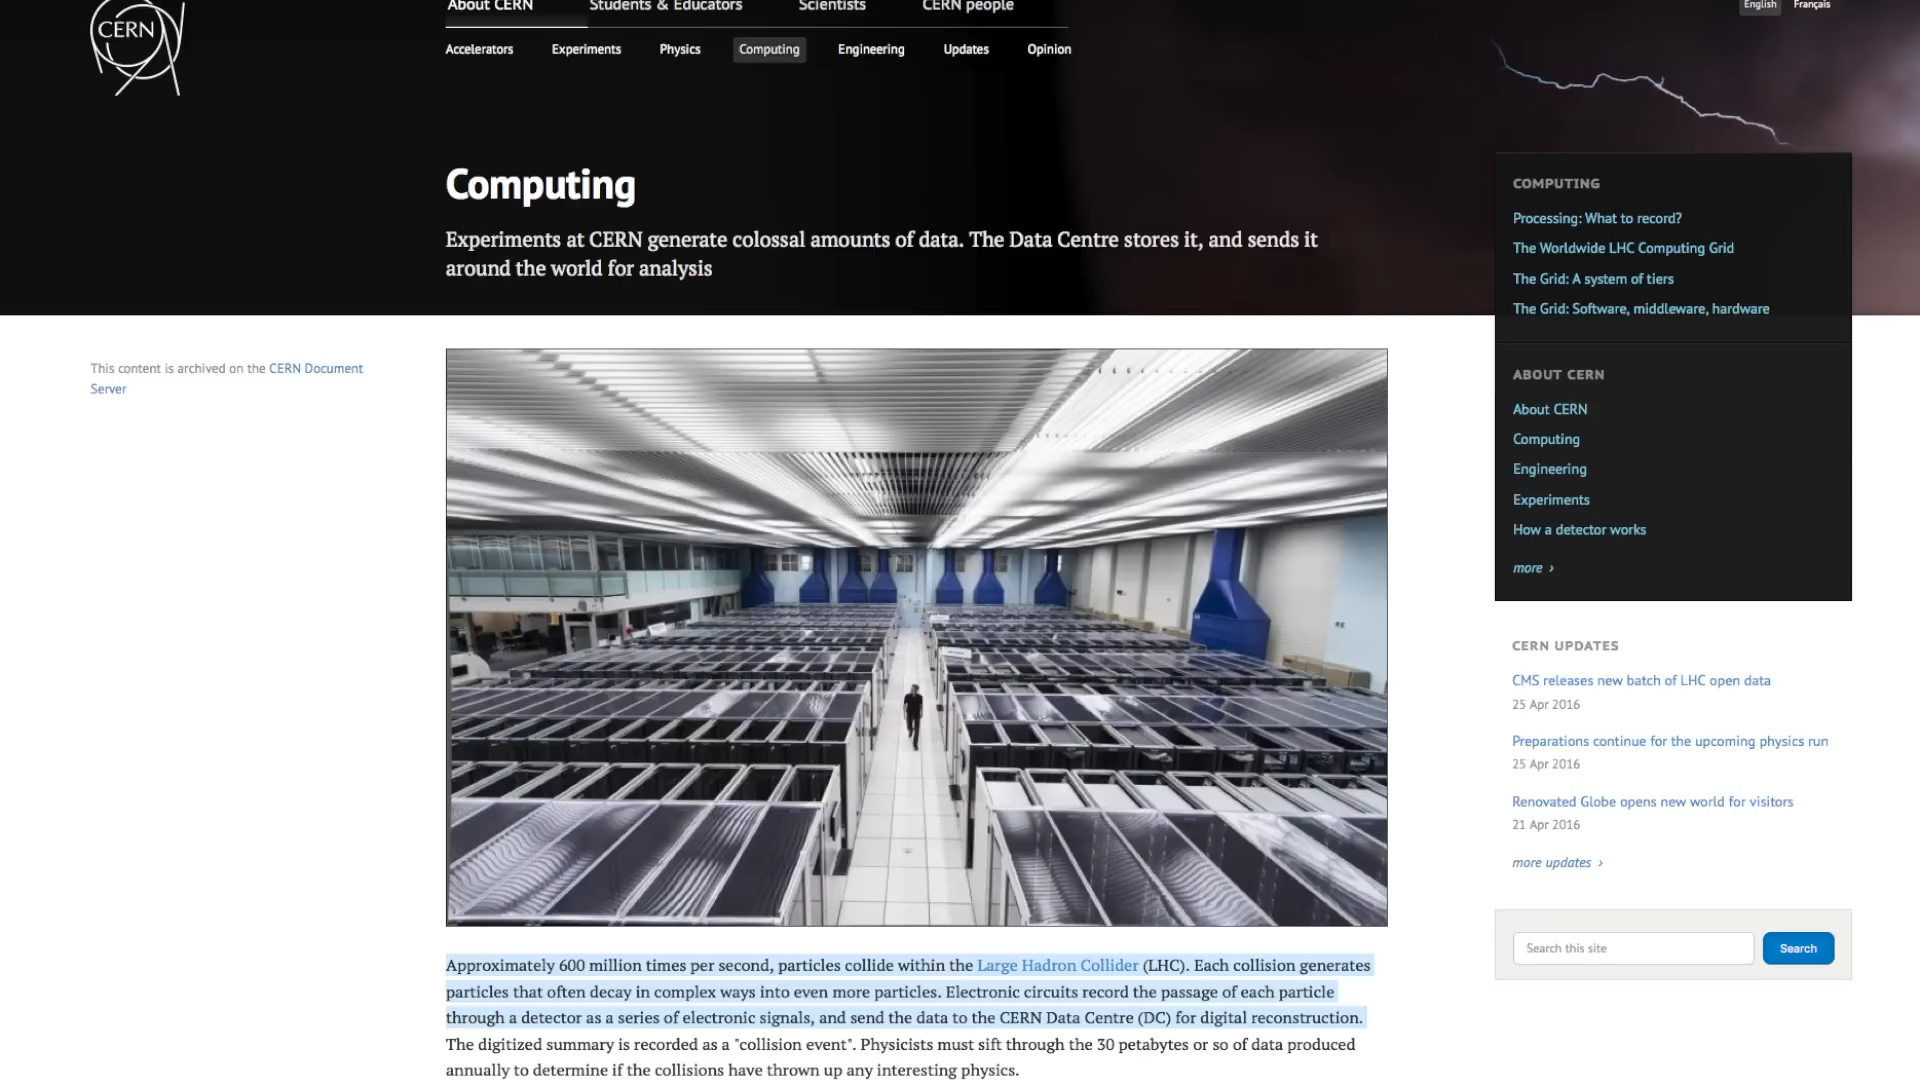 CERN
About CERN
Students & Educators
Scientists
CERN people
English
Français
Accelerators
Experiments
Physics
Computing
Engineering
Updates
Opinion
Computing
Experiments at CERN generate colossal amounts of data. The Data Centre stores it, and sends it
around the world for analysis
This content is archived on the CERN Document
Server
Approximately 600 million times per second, particles collide within the Large Hadron Collider (LHC). Each collision generates
particles that often decay in complex ways into even more particles. Electronic circuits record the passage of each particle
through a detector as a series of electronic signals, and send the data to the CERN Data Centre (DC) for digital reconstruction.
The digitized summary is recorded as a "collision event". Physicists must sift through the 30 petabytes or so of data produced
annually to determine if the collisions have thrown up any interesting physics.
COMPUTING
Processing: What to record?
The Worldwide LHC Computing Grid
The Grid: A system of tiers
The Grid: Software, middleware, hardware
ABOUT CERN
About CERN
Computing
Engineering
Experiments
How a detector works
more ›
CERN UPDATES
CMS releases new batch of LHC open data
25 Apr 2016
Preparations continue for the upcoming physics run
25 Apr 2016
Renovated Globe opens new world for visitors
21 Apr 2016
more updates ›
Search this site
Search